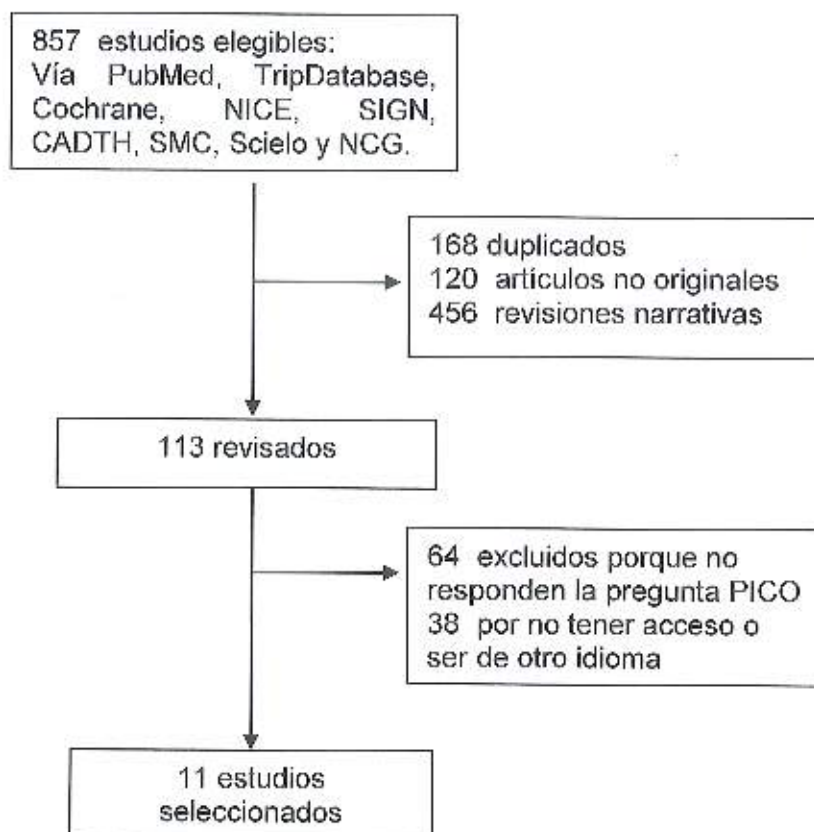 857 estudios elegibles:
Vía PubMed, TripDatabase,
Cochrane, NICE, SIGN,
CADTH, SMC, Scielo y NCG.
168 duplicados
120 artículos no originales
456 revisiones narrativas
113 revisados
64 excluidos porque no
responden la pregunta PICO
38 por no tener acceso o
ser de otro idioma
11 estudios
seleccionados